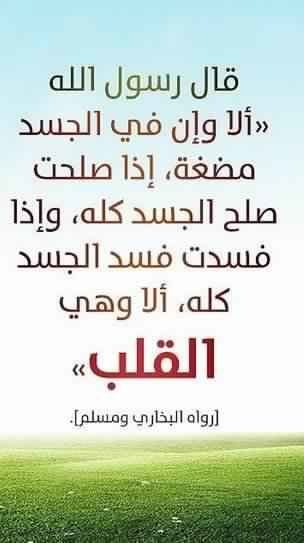 قال رسول الله
«ألا وإن في الجسد
مضغة، إذا صلحت
صلح الجسد كله، وإذا
فسدت فسد الجسد
كله، ألا وهي
القلب»
[رواه البخاري ومسلم].